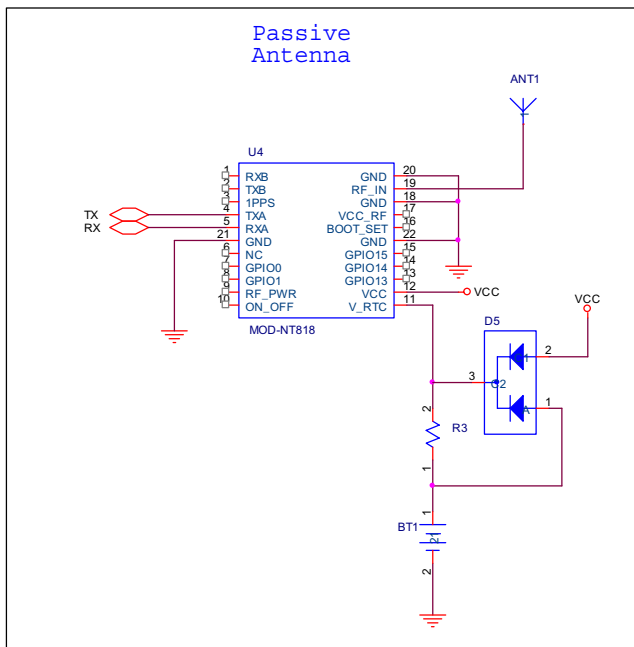 Passive
Antenna
ANT1
1
U4
1 RXB GND 20
2 TXB RF_IN 19
3 1PPS GND 18
TX 4 TXA VCC_RF 17
RX 5 RXA BOOT_SET 16
21 GND GND 22
6 NC GPIO15 15
7 GPIO0 GPIO14 14
8 GPIO1 GPIO13 13
9 RF_PWR VCC 12 VCC
10 ON_OFF V_RTC 11
MOD-NT818
VCC
D5
2
3
1
2
R3
1
1
BT1
2